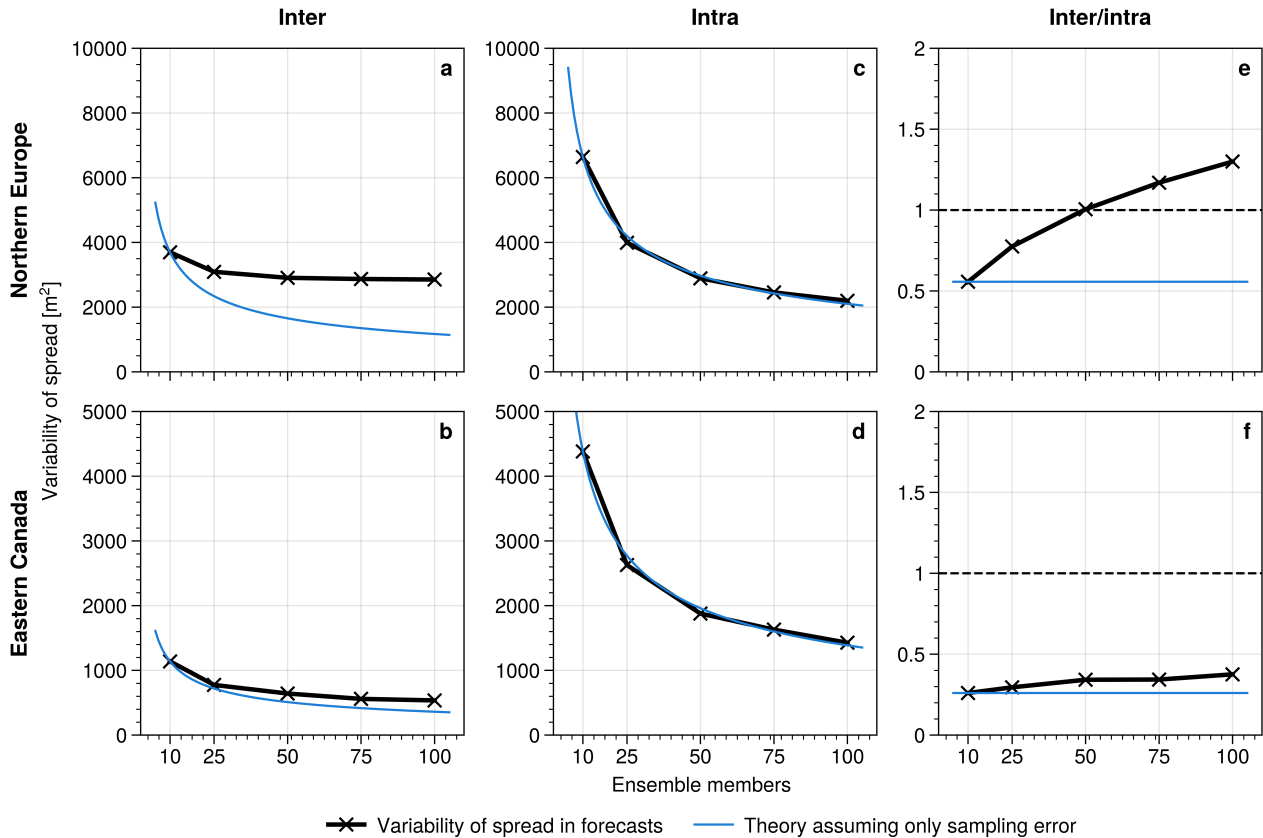 Inter
Intra
Inter/intra
Northern Europe
Eastern Canada
Variability of spread [m²]
a
10000
8000
6000
4000
2000
0
c
10000
8000
6000
4000
2000
0
e
2
1.5
1
0.5
0
b
5000
4000
3000
2000
1000
0
10 25 50 75 100
d
5000
4000
3000
2000
1000
0
10 25 50 75 100
f
2
1.5
1
0.5
0
10 25 50 75 100
Ensemble members
Variability of spread in forecasts
Theory assuming only sampling error